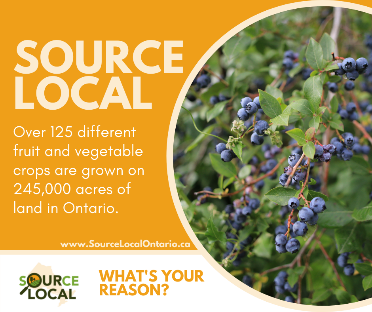 SOURCE
LOCAL
Over 125 different
fruit and vegetable
crops are grown on
245,000 acres of
land in Ontario.
www.SourceLocalOntario.ca
SOURCE
LOCAL
WHAT'S YOUR
REASON?